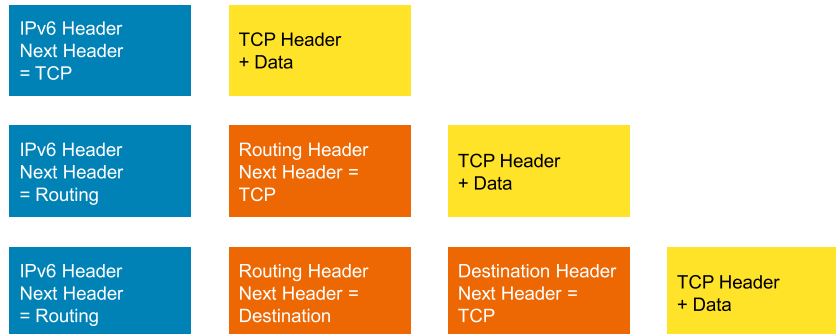 IPv6 Header
Next Header
= TCP
TCP Header
+ Data
IPv6 Header
Next Header
= Routing
Routing Header
Next Header =
TCP
TCP Header
+ Data
IPv6 Header
Next Header
= Routing
Routing Header
Next Header =
Destination
Destination Header
Next Header =
TCP
TCP Header
+ Data